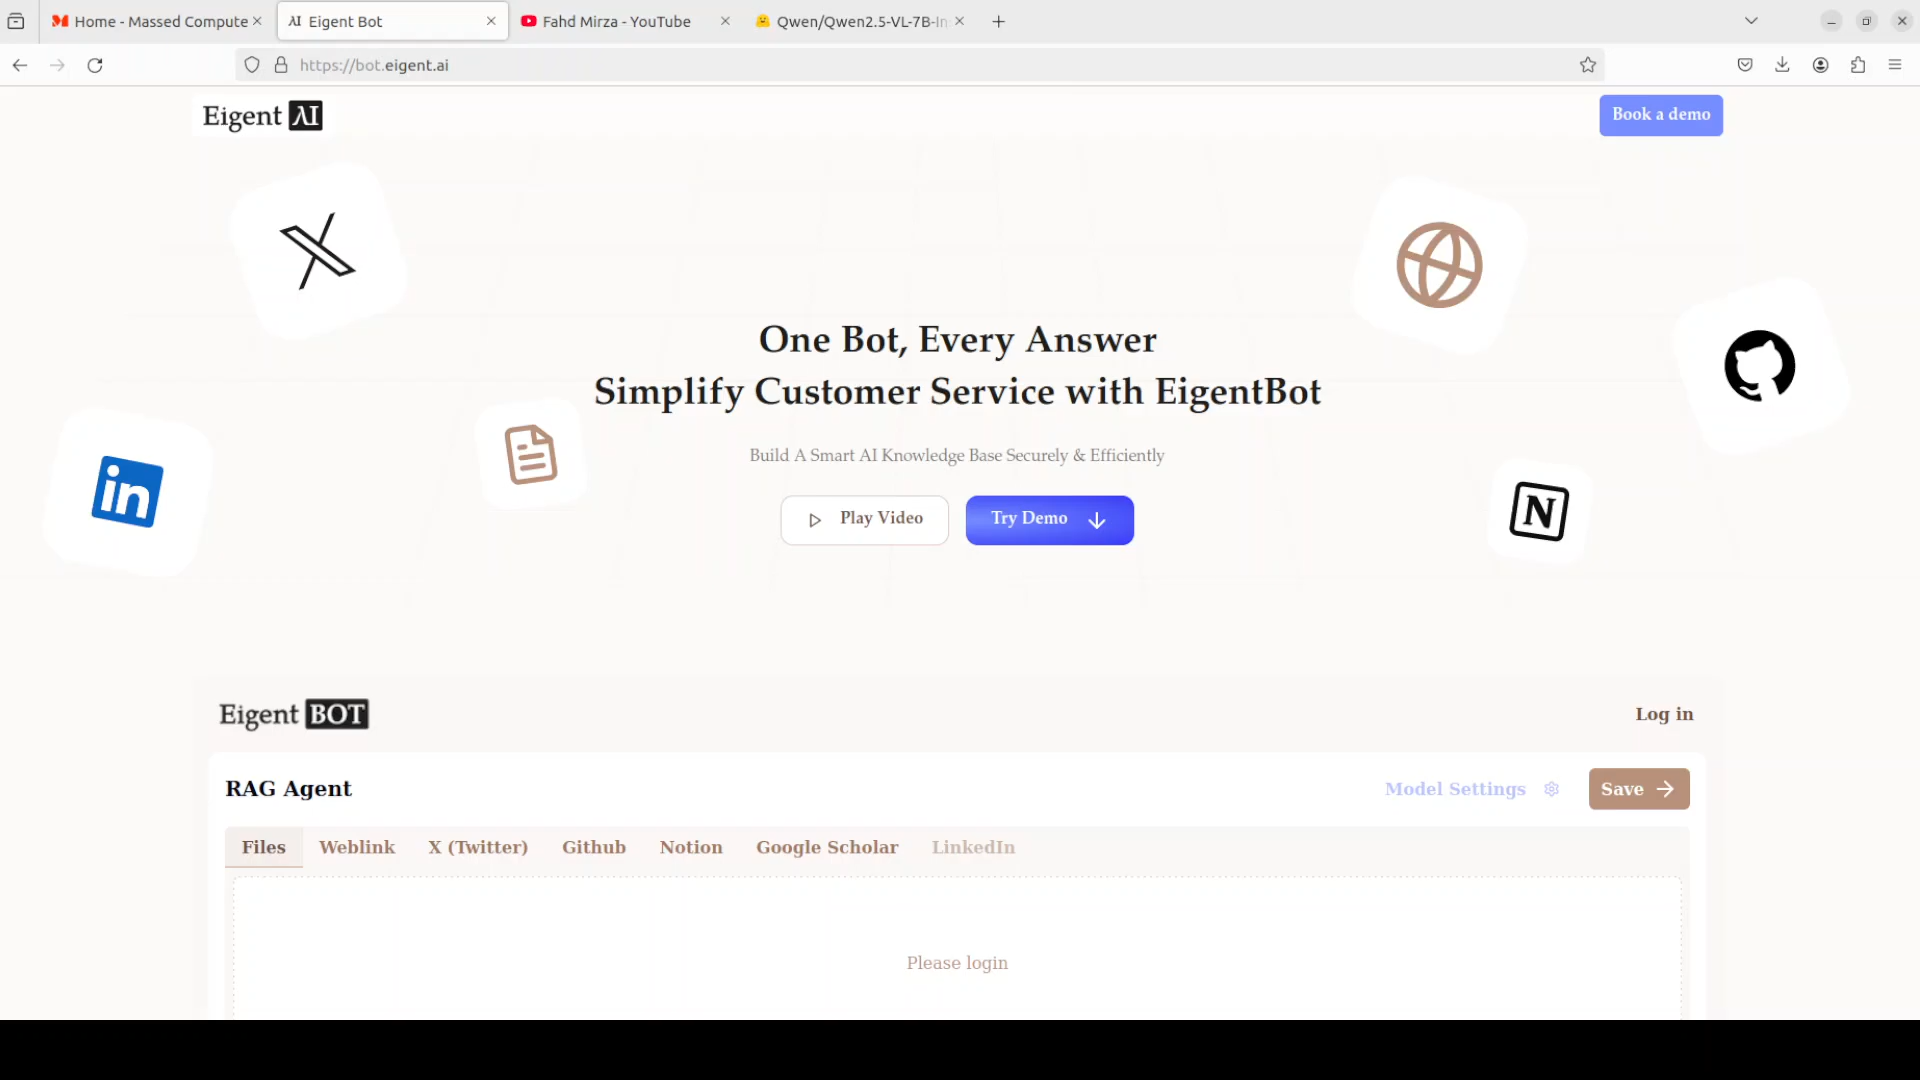 Home - Massed Compute
Eigent Bot
Fahd Mirza - YouTube
Qwen/Qwen2.5-VL-7B-In
https://bot.eigent.ai
Eigent AI
Book a demo
One Bot, Every Answer
Simplify Customer Service with EigentBot
Build A Smart AI Knowledge Base Securely & Efficiently
Play Video
Try Demo
Eigent BOT
Log in
RAG Agent
Model Settings
Save
Files
Weblink
X (Twitter)
Github
Notion
Google Scholar
LinkedIn
Please login